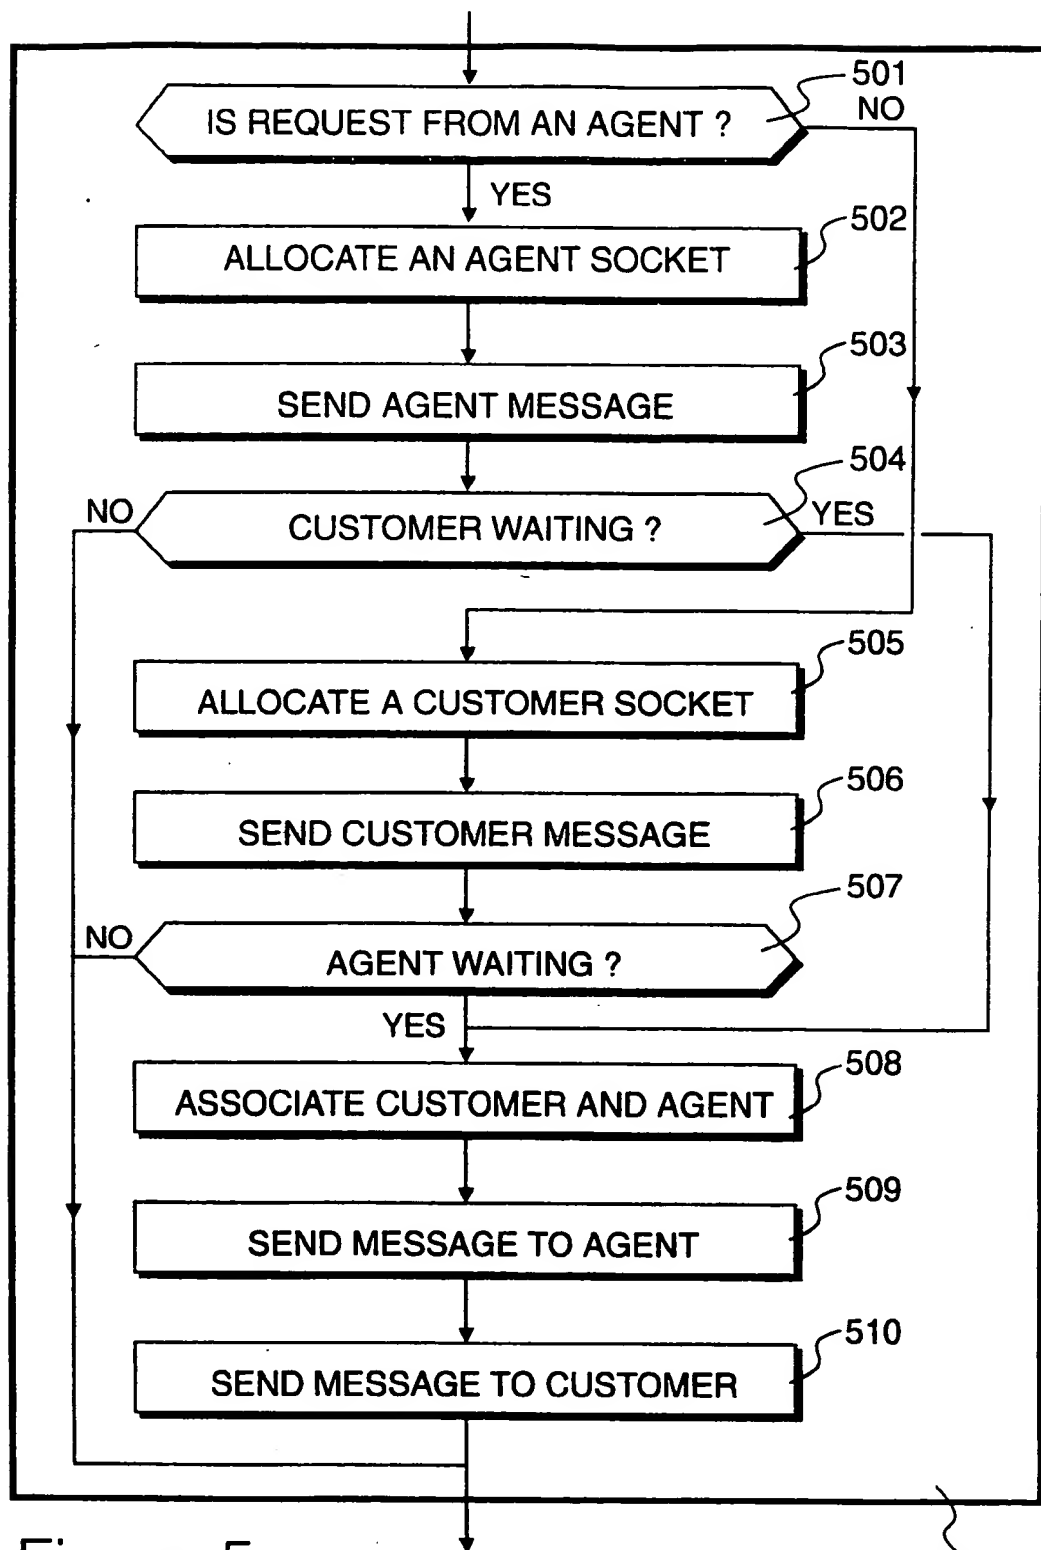 501
IS REQUEST FROM AN AGENT ?
NO
YES
502
ALLOCATE AN AGENT SOCKET
503
SEND AGENT MESSAGE
504
NO
CUSTOMER WAITING ?
YES
505
ALLOCATE A CUSTOMER SOCKET
506
SEND CUSTOMER MESSAGE
507
NO
AGENT WAITING ?
YES
508
ASSOCIATE CUSTOMER AND AGENT
509
SEND MESSAGE TO AGENT
510
SEND MESSAGE TO CUSTOMER
Figure 5